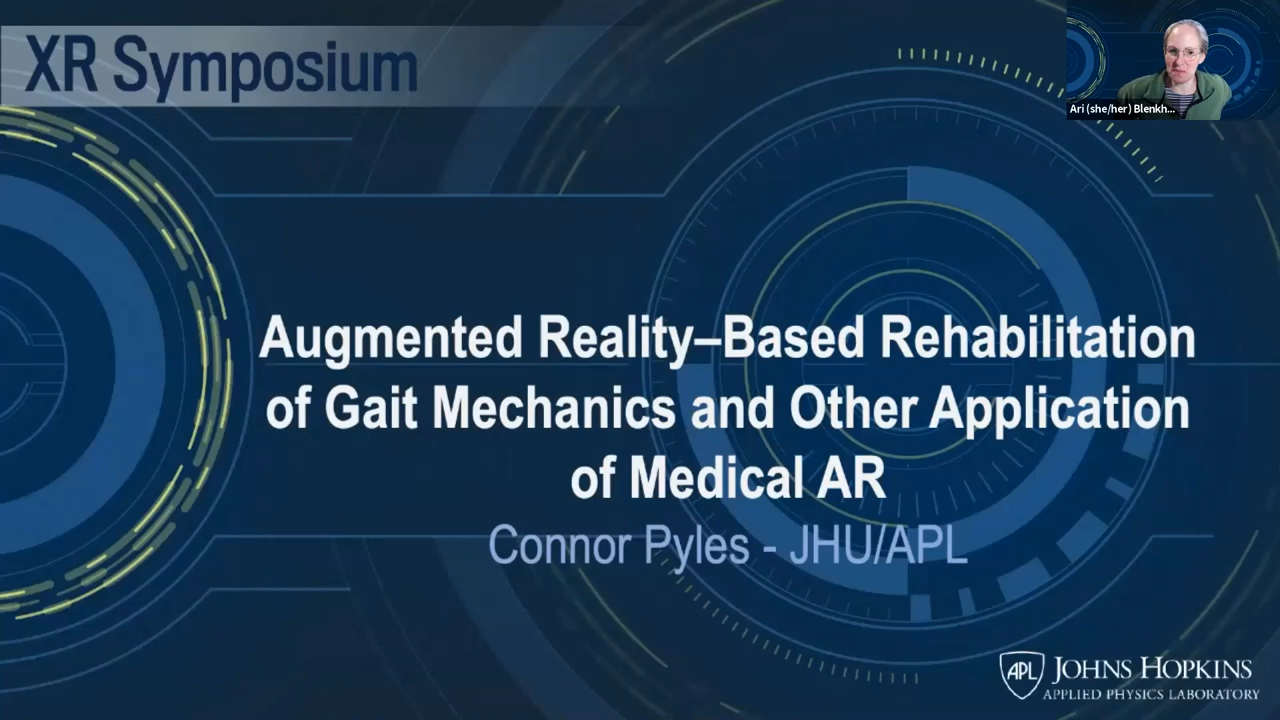 XR Symposium
Ari (she/her) Blenkh...
Augmented Reality–Based Rehabilitation
of Gait Mechanics and Other Application
of Medical AR
Connor Pyles - JHU/APL
APL JOHNS HOPKINS
APPLIED PHYSICS LABORATORY